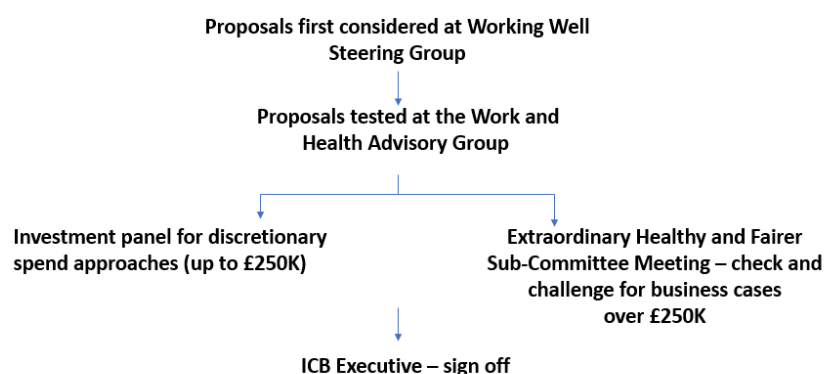 Proposals first considered at Working Well
Steering Group
Proposals tested at the Work and
Health Advisory Group
Investment panel for discretionary
spend approaches (up to £250K)
Extraordinary Healthy and Fairer
Sub-Committee Meeting – check and
challenge for business cases
over £250K
ICB Executive – sign off